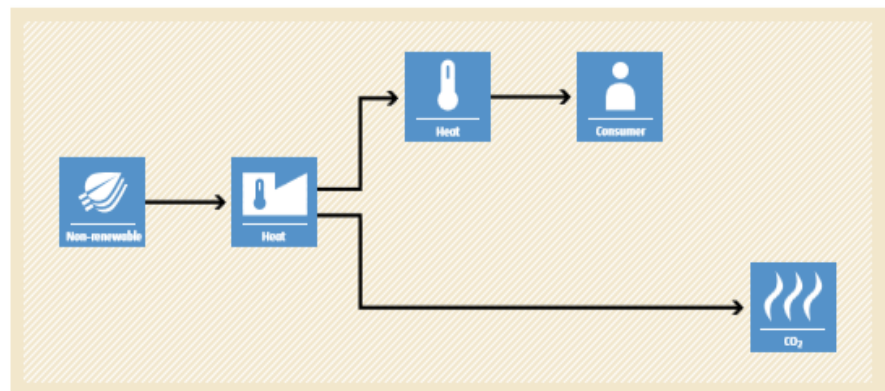 Heat
Consumer
Non-renewable
Heat
CO₂